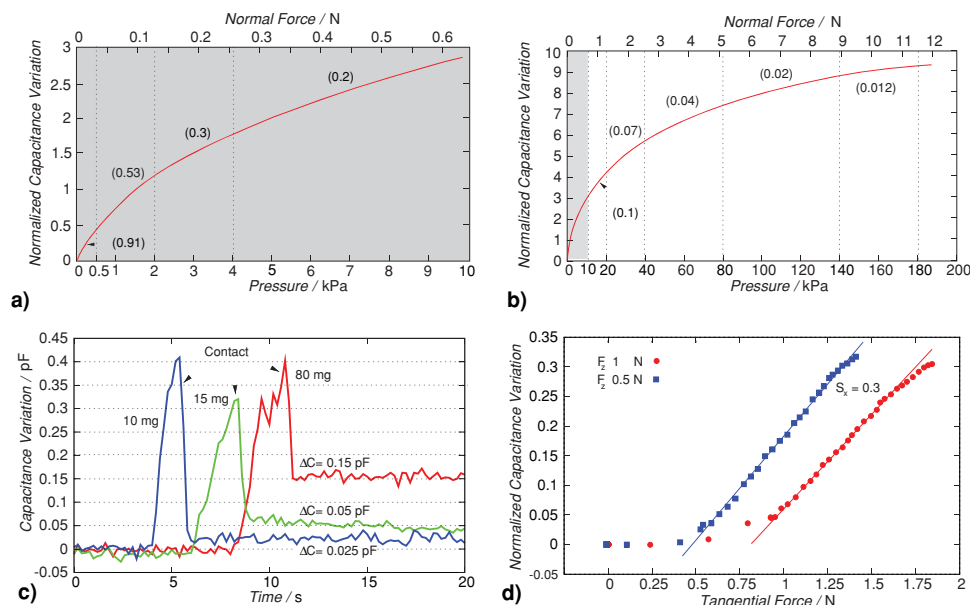 Normal Force / N
0 0.1 0.2 0.3 0.4 0.5 0.6
Normalized Capacitance Variation
3
2.5
2
1.5
1
0.5
0
(0.91)
(0.53)
(0.3)
(0.2)
0 0.5 1 2 3 4 5 6 7 8 9 10
Pressure / kPa
a)
Normal Force / N
0 1 2 4 5 6 7 9 10 11 12
Normalized Capacitance Variation
10
9
8
7
6
5
4
3
2
1
0
(0.1)
(0.07)
(0.04)
(0.02)
(0.012)
0 10 20 40 60 80 100 120 140 160 180 200
Pressure / kPa
b)
Capacitance Variation / pF
0.45
0.4
0.35
0.3
0.25
0.2
0.15
0.1
0.05
0
-0.05
Contact
10 mg
15 mg
80 mg
ΔC= 0.15 pF
ΔC= 0.05 pF
ΔC= 0.025 pF
0 5 10 15 20
Time / s
c)
Normalized Capacitance Variation
0.35
0.30
0.25
0.20
0.15
0.10
0.05
0.00
-0.05
Fz 1 N
Fz 0.5 N
Sx = 0.3
-0.25 0 0.25 0.5 0.75 1 1.25 1.5 1.75 2
Tangential Force / N
d)